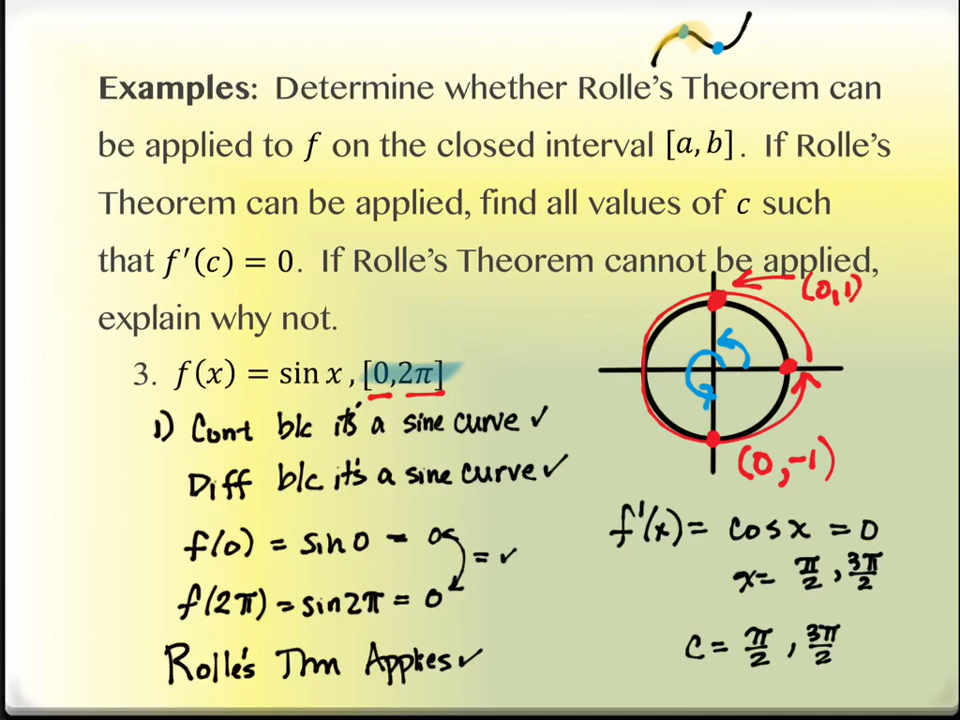 Examples: Determine whether Rolle's Theorem can
be applied to f on the closed interval [a, b]. If Rolle's
Theorem can be applied, find all values of c such
that f′(c) = 0. If Rolle's Theorem cannot be applied,
explain why not.
(0,1)
3. f(x) = sin x , [0,2π]
1) Cont b/c it's a sine curve ✓
Diff b/c it's a sine curve ✓
(0,-1)
f(0) = sin 0 = 0
= ✓
f(2π) = sin 2π = 0
Rolle's Thm Applies ✓
f'(x) = cos x = 0
x = π/2, 3π/2
c = π/2, 3π/2